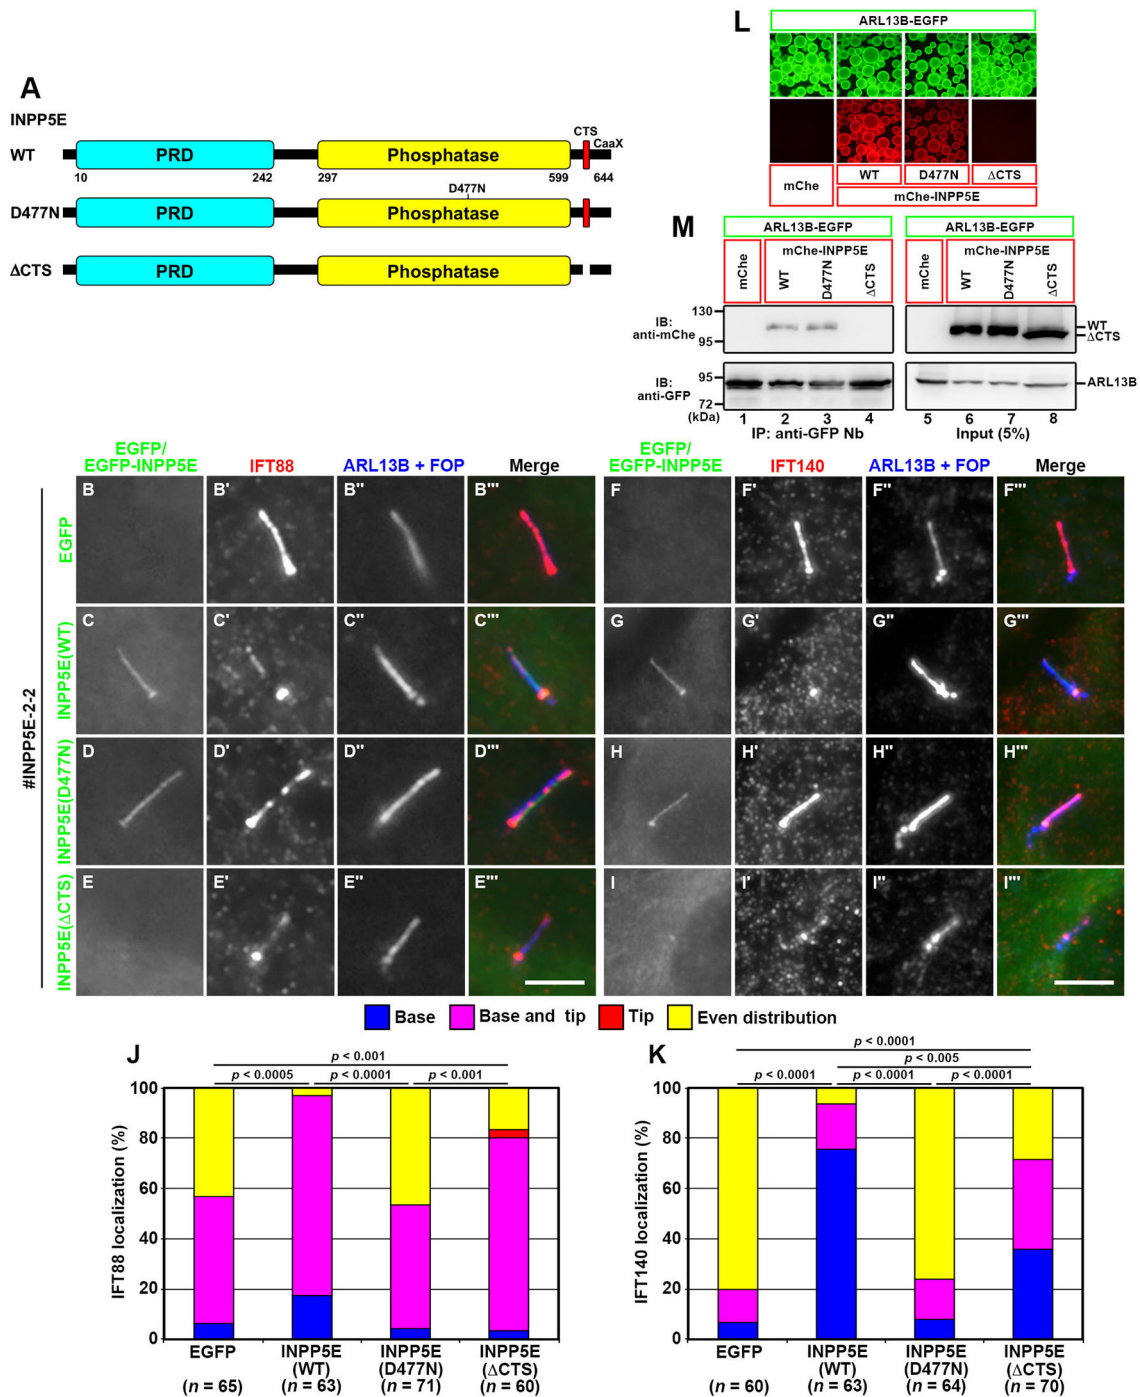 A
INPP5E
WT
PRD
Phosphatase
CTS
CaaX
10
242
297
599
644
D477N
D477N
PRD
Phosphatase
ΔCTS
PRD
Phosphatase
L
ARL13B-EGFP
mChe
WT
D477N
ΔCTS
mChe-INPP5E
M
ARL13B-EGFP
ARL13B-EGFP
mChe
mChe-INPP5E
WT
D477N
ΔCTS
mChe
mChe-INPP5E
WT
D477N
ΔCTS
IB:
anti-mChe
130
95
WT
ΔCTS
IB:
anti-GFP
95
72
(kDa)
ARL13B
1 2 3 4
5 6 7 8
IP: anti-GFP Nb
Input (5%)
EGFP/
EGFP-INPP5E
IFT88
ARL13B + FOP
Merge
EGFP/
EGFP-INPP5E
IFT140
ARL13B + FOP
Merge
#INPP5E-2-2
EGFP
B B' B'' B'''
F F' F'' F'''
INPP5E(WT)
C C' C'' C'''
G G' G'' G'''
INPP5E(D477N)
D D' D'' D'''
H H' H'' H'''
INPP5E(ΔCTS)
E E' E'' E'''
I I' I'' I'''
Base
Base and tip
Tip
Even distribution
J
p < 0.001
p < 0.0005
p < 0.0001
p < 0.001
IFT88 localization (%)
100
80
60
40
20
0
EGFP
(n = 65)
INPP5E
(WT)
(n = 63)
INPP5E
(D477N)
(n = 71)
INPP5E
(ΔCTS)
(n = 60)
K
p < 0.0001
p < 0.005
p < 0.0001
p < 0.0001
p < 0.0001
IFT140 localization (%)
100
80
60
40
20
0
EGFP
(n = 60)
INPP5E
(WT)
(n = 63)
INPP5E
(D477N)
(n = 64)
INPP5E
(ΔCTS)
(n = 70)